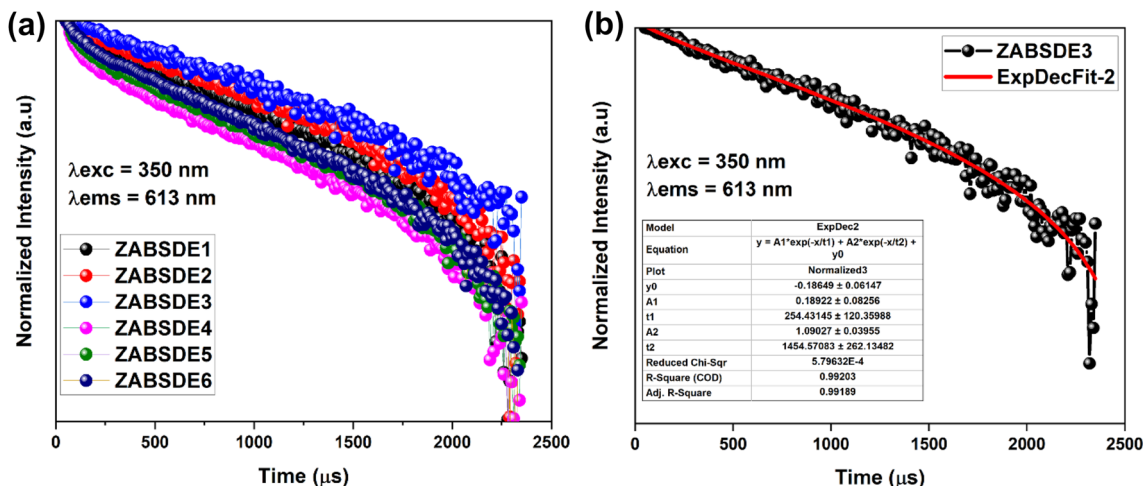 (a)
Normalized Intensity (a.u)
λexc = 350 nm
λems = 613 nm
ZABSDE1
ZABSDE2
ZABSDE3
ZABSDE4
ZABSDE5
ZABSDE6
0 500 1000 1500 2000 2500
Time (μs)
(b)
Normalized Intensity (a.u)
ZABSDE3
ExpDecFit-2
λexc = 350 nm
λems = 613 nm
Model ExpDec2
Equation y = A1*exp(-x/t1) + A2*exp(-x/t2) +
y0
Plot Normalized3
y0 -0.18649 ± 0.06147
A1 0.18922 ± 0.08256
t1 254.43145 ± 120.35988
A2 1.09027 ± 0.03955
t2 1454.57083 ± 262.13482
Reduced Chi-Sqr 5.79632E-4
R-Square (COD) 0.99203
Adj. R-Square 0.99189
0 500 1000 1500 2000 2500
Time (μs)